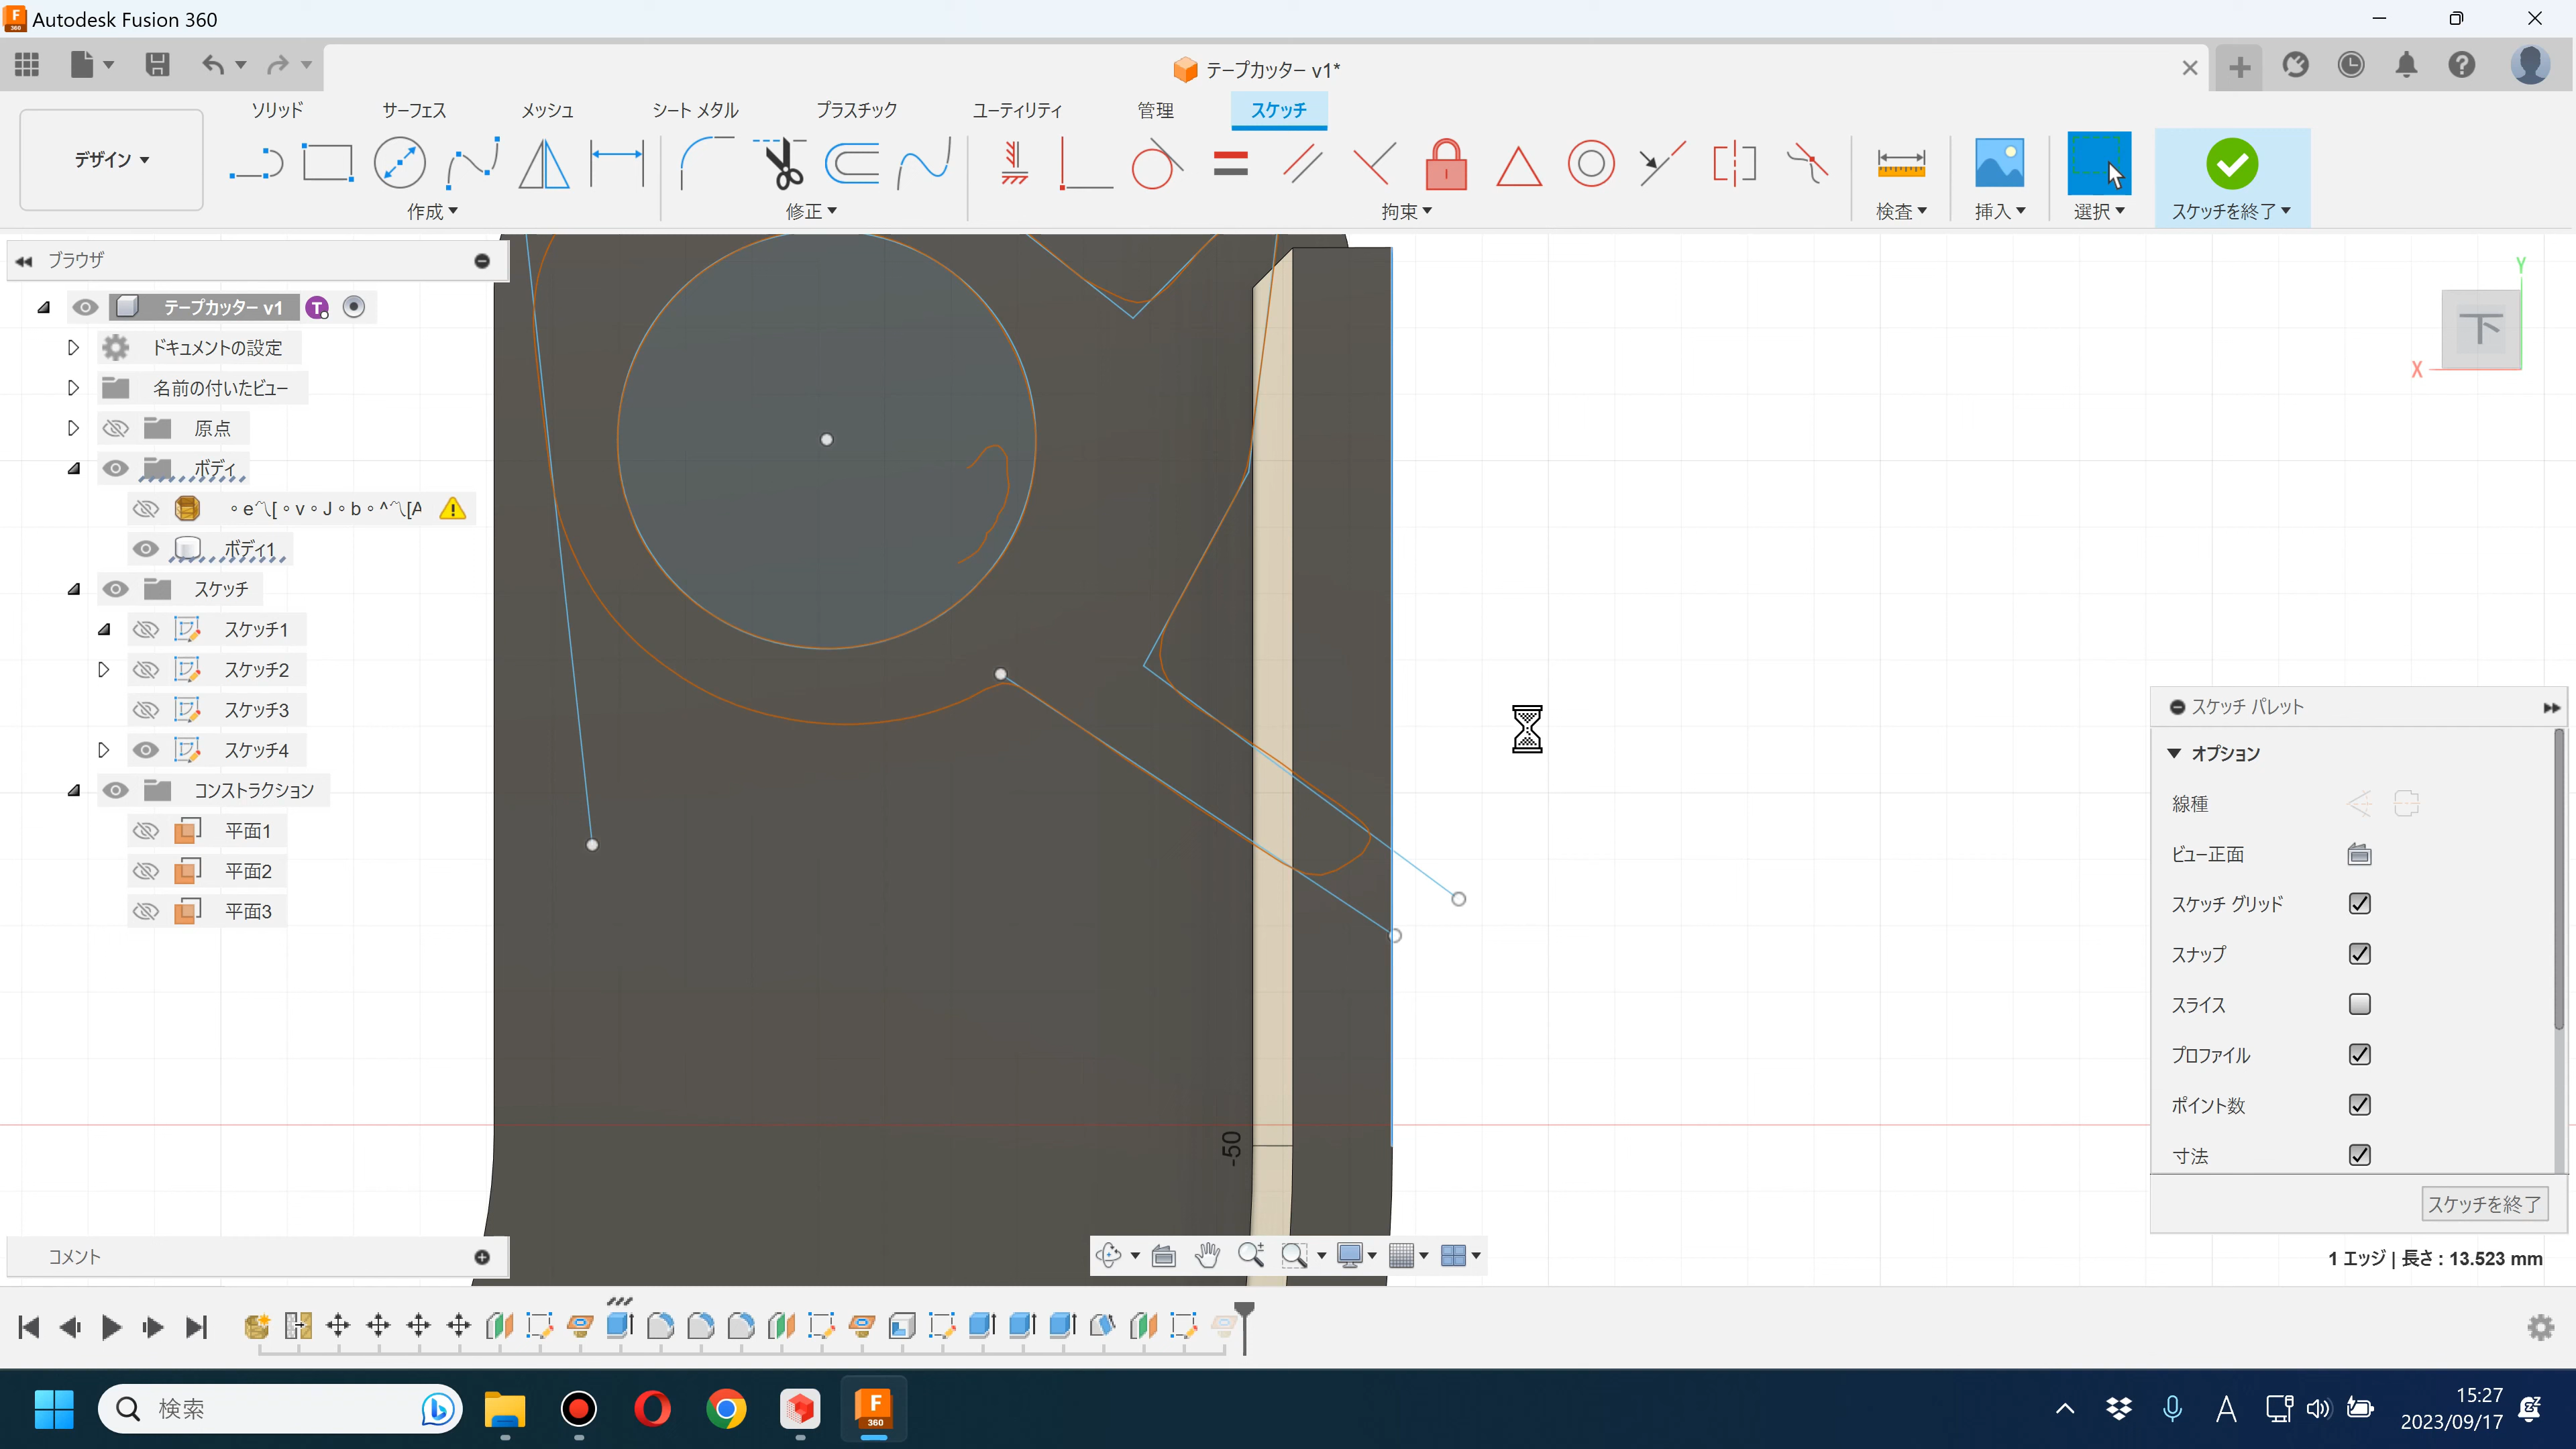 Autodesk Fusion 360
テープカッター v1*
ソリッド サーフェス メッシュ シート メタル プラスチック ユーティリティ 管理 スケッチ
デザイン
作成 修正 拘束 検査 挿入 選択 スケッチを終了
ブラウザ
テープカッター v1
ドキュメントの設定
名前の付いたビュー
原点
ボディ
ボディ1
スケッチ
スケッチ1
スケッチ2
スケッチ3
スケッチ4
コンストラクション
平面1
平面2
平面3
コメント
-50
Y
下
X
スケッチ パレット
オプション
線種
ビュー正面
スケッチ グリッド
スナップ
スライス
プロファイル
ポイント数
寸法
スケッチを終了
1 エッジ | 長さ : 13.523 mm
検索
F
360
A
15:27
2023/09/17